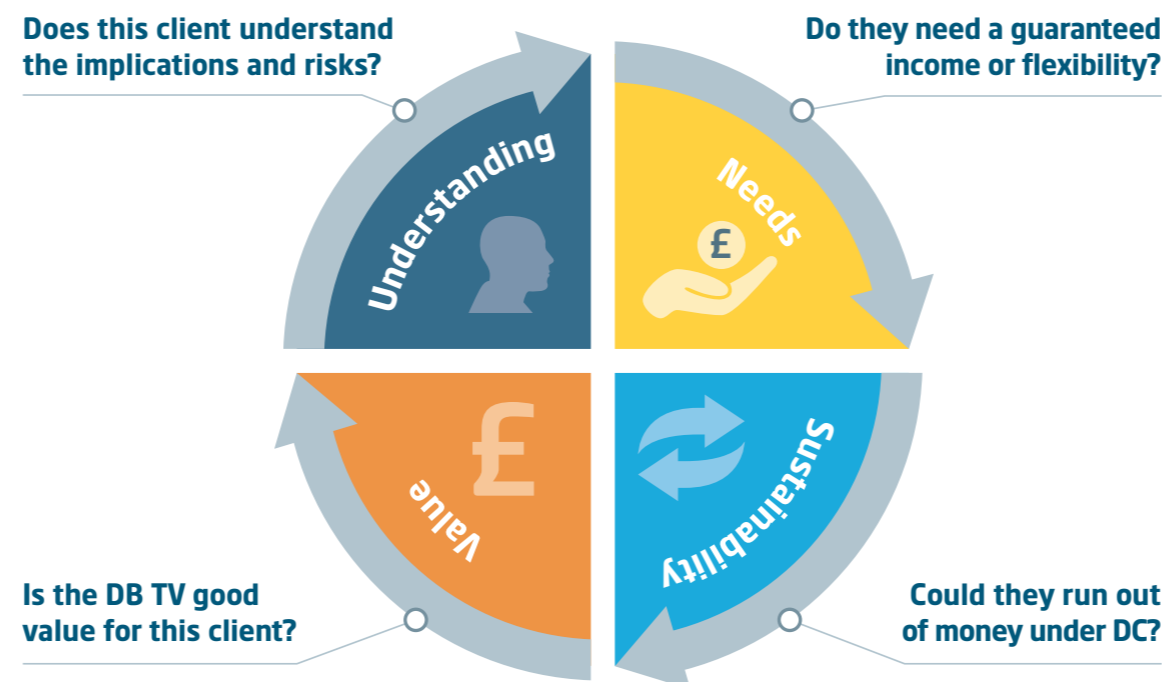 Does this client understand
the implications and risks?
Do they need a guaranteed
income or flexibility?
Understanding
Needs
£
£
Value
Sustainability
Is the DB TV good
value for this client?
Could they run out
of money under DC?